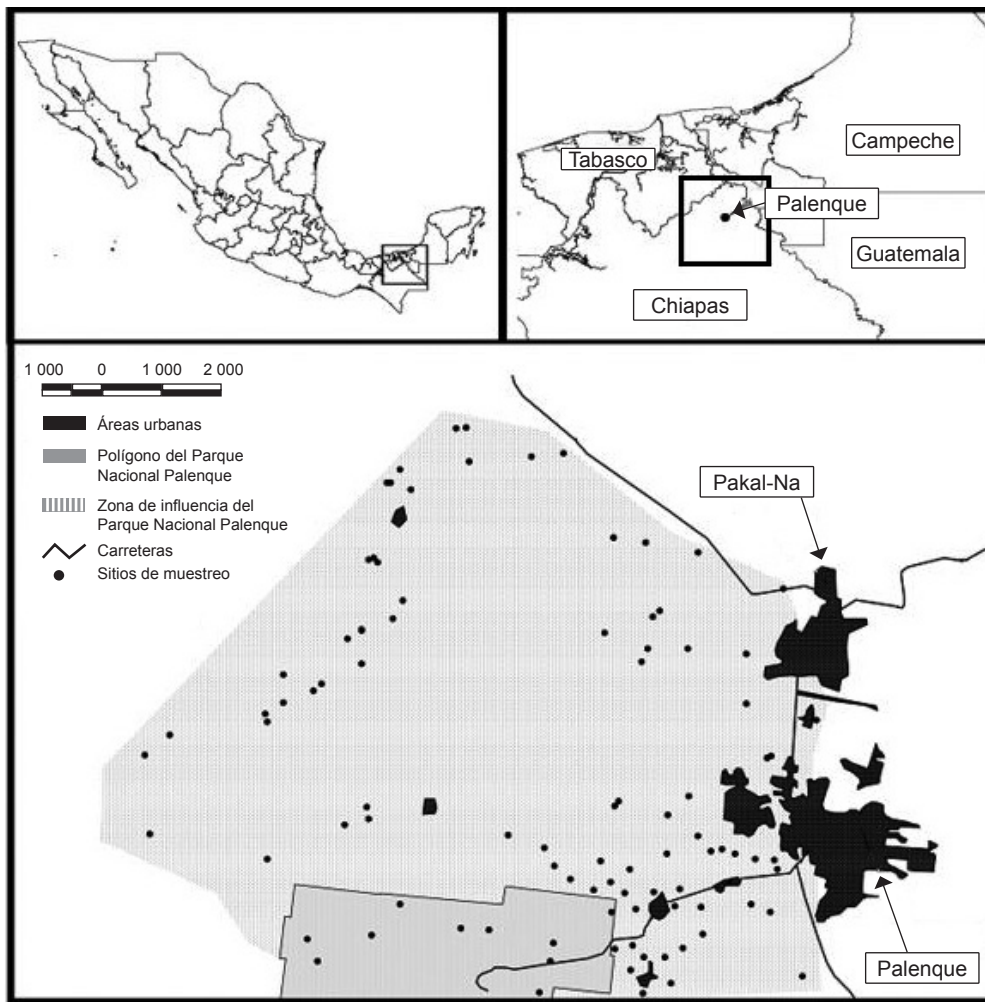 Tabasco
Campeche
Palenque
Guatemala
Chiapas
1 000 0 1 000 2 000
Áreas urbanas
Polígono del Parque
Nacional Palenque
Zona de influencia del
Parque Nacional Palenque
Carreteras
Sitios de muestreo
Pakal-Na
Palenque